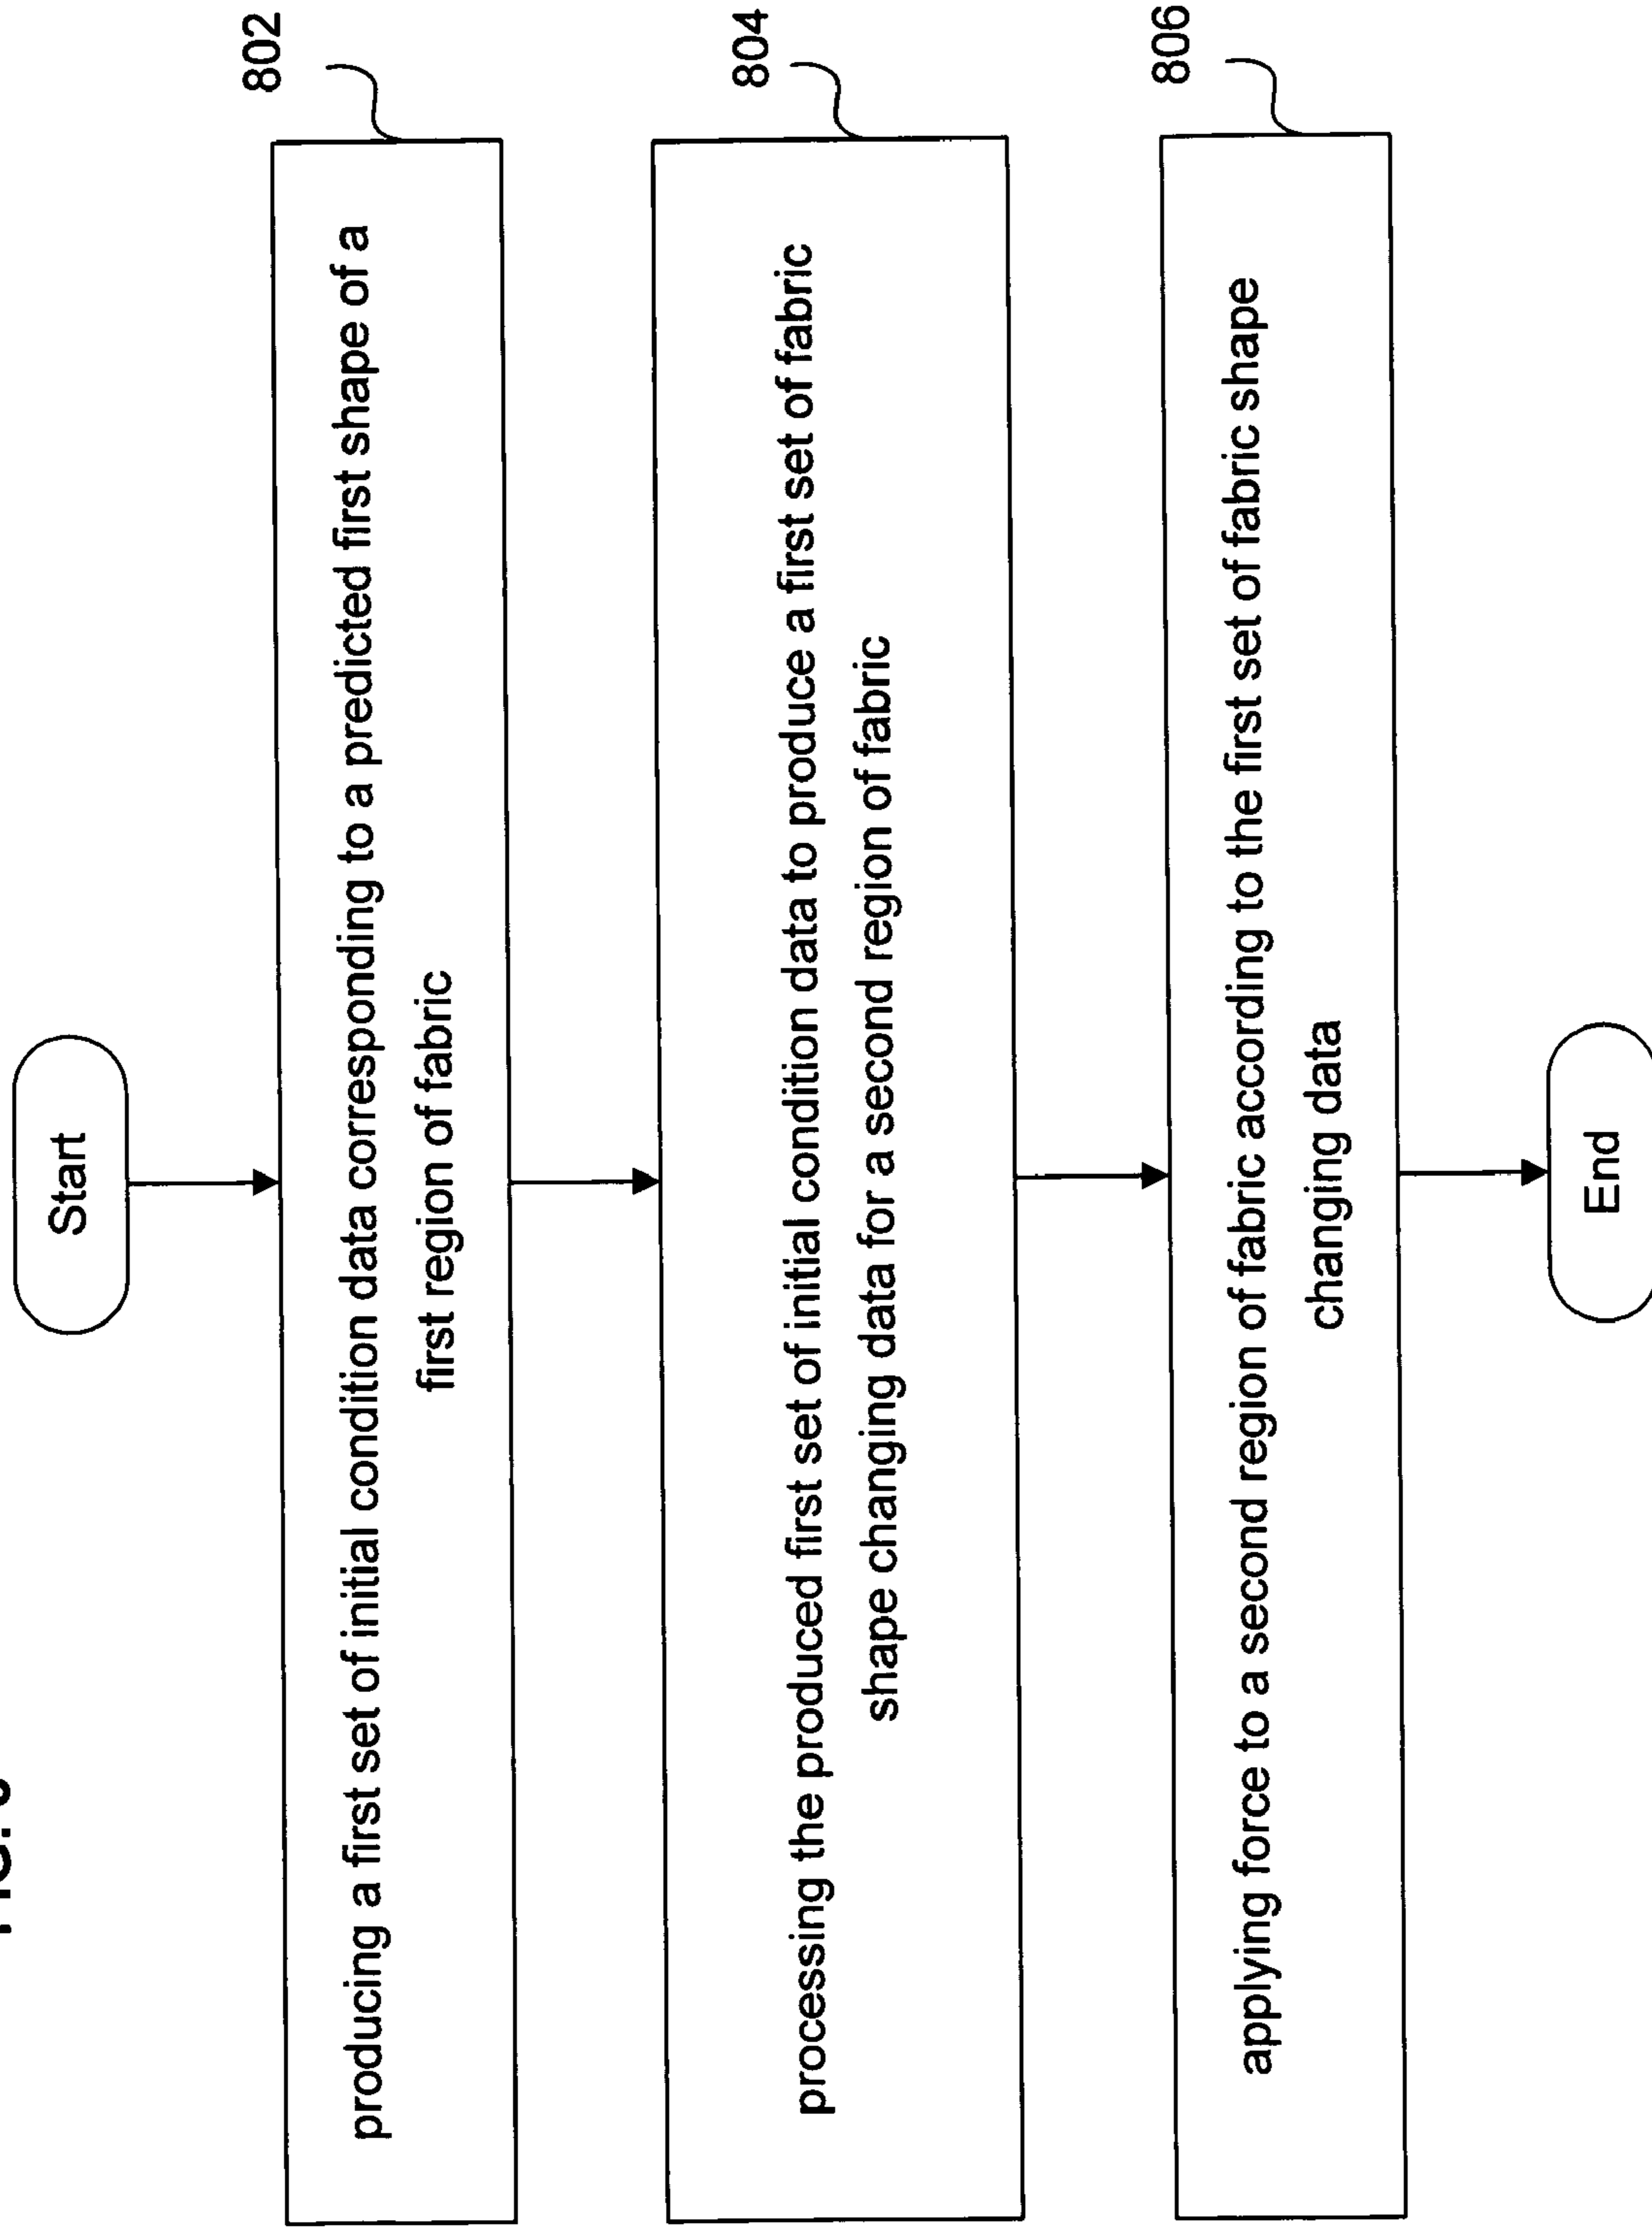 Start
802
producing a first set of initial condition data corresponding to a predicted first shape of a
first region of fabric
804
processing the produced first set of initial condition data to produce a first set of fabric
shape changing data for a second region of fabric
806
applying force to a second region of fabric according to the first set of fabric shape
changing data
End